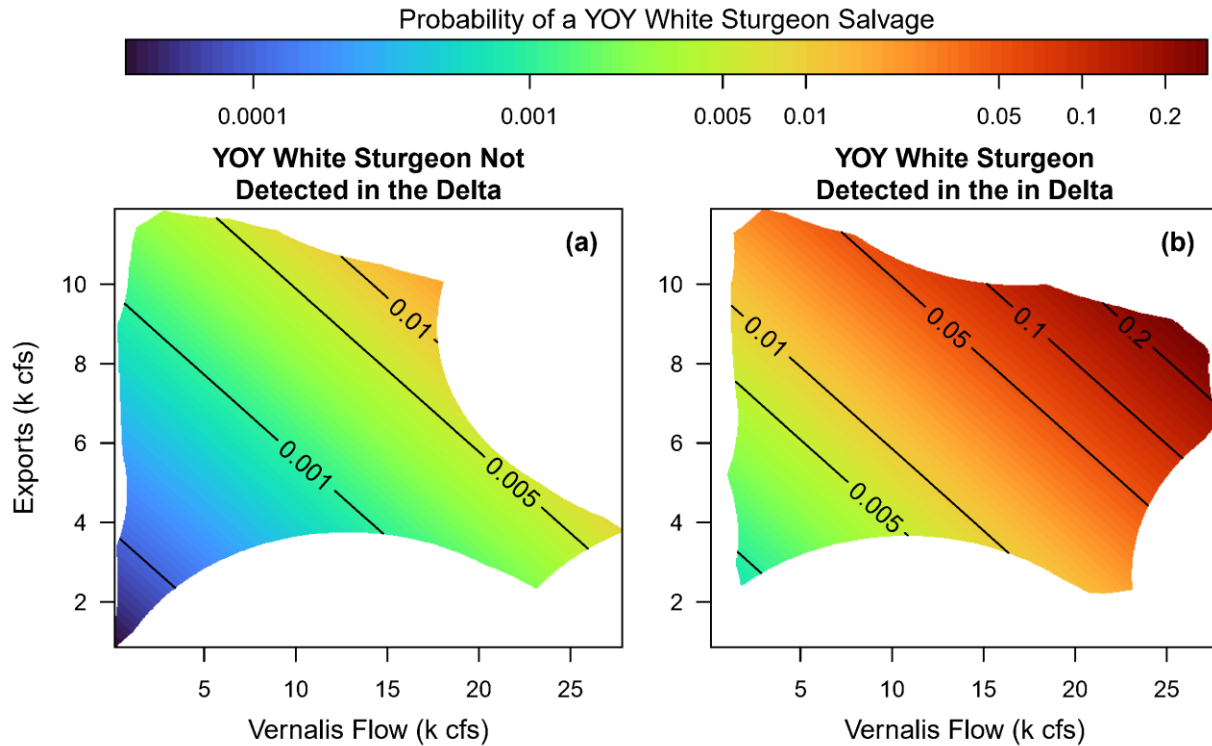 Probability of a YOY White Sturgeon Salvage
0.0001 0.001 0.005 0.01 0.05 0.1 0.2
YOY White Sturgeon Not
Detected in the Delta
YOY White Sturgeon
Detected in the in Delta
(a)
(b)
Exports (k cfs)
10
8
6
4
2
0.01
0.001
0.005
5 10 15 20 25
Vernalis Flow (k cfs)
10
8
6
4
2
0.01
0.05
0.1
0.2
0.005
5 10 15 20 25
Vernalis Flow (k cfs)